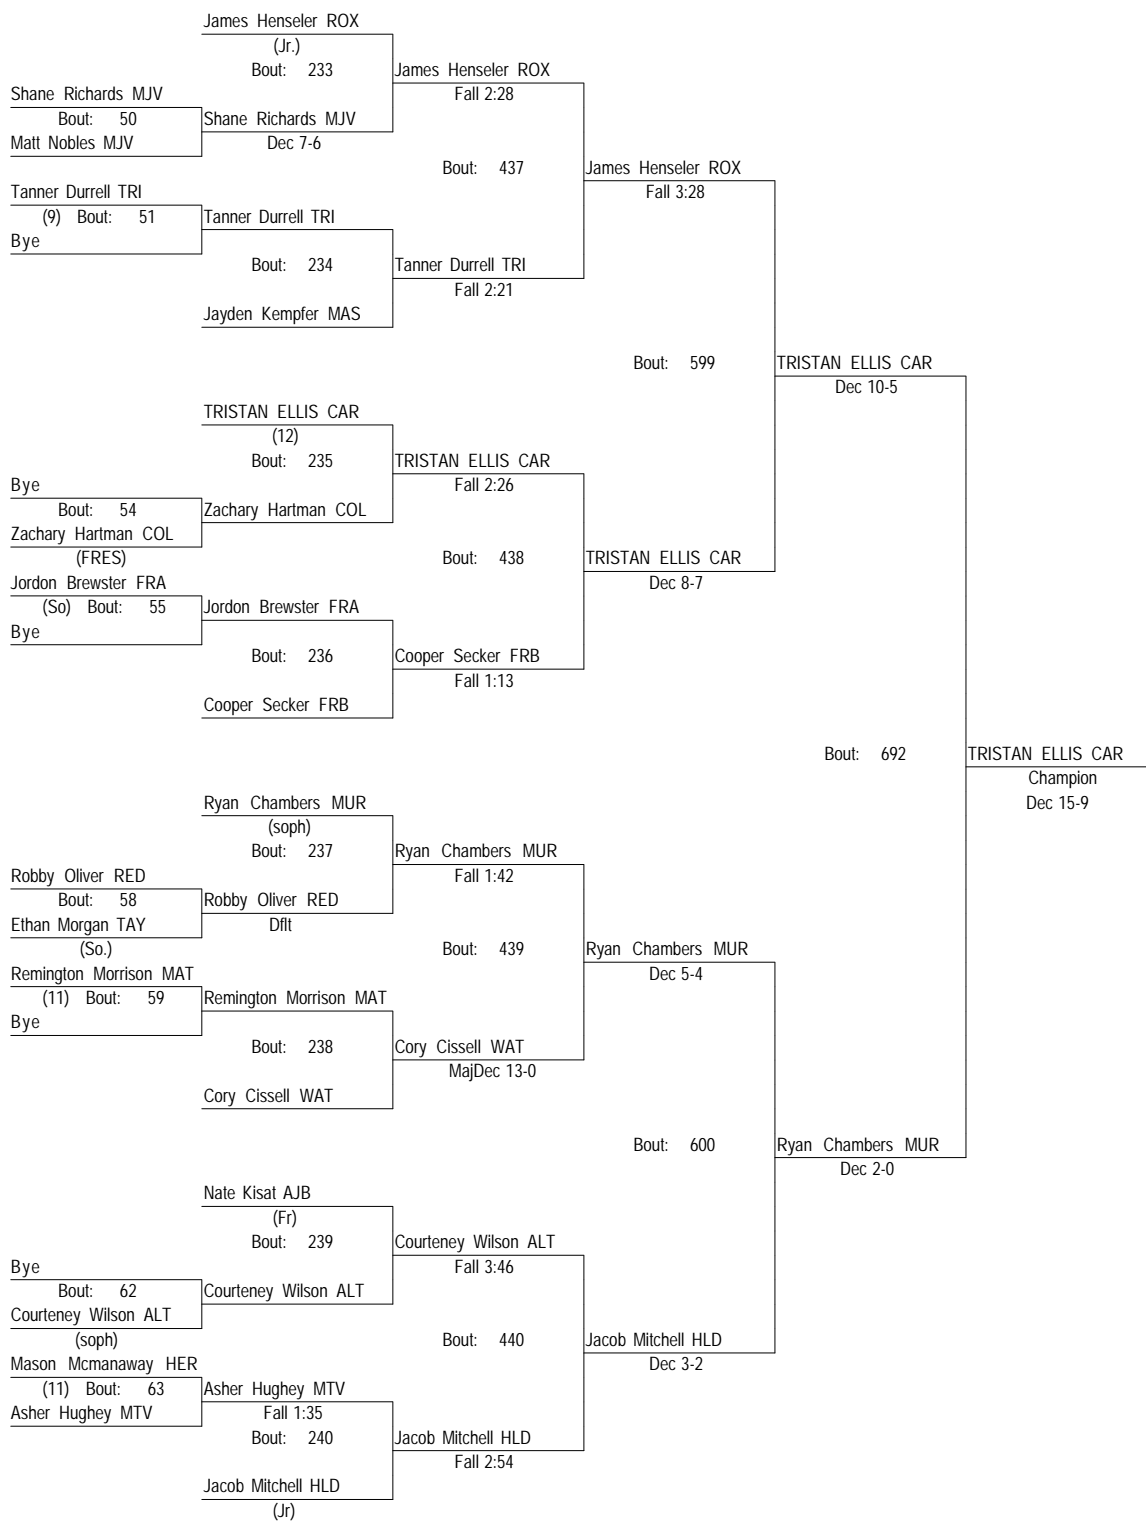 James Henseler ROX
(Jr.)
Bout: 233
James Henseler ROX
Fall 2:28
Shane Richards MJV
Bout: 50
Matt Nobles MJV
Shane Richards MJV
Dec 7-6
Bout: 437
James Henseler ROX
Fall 3:28
Tanner Durrell TRI
(9) Bout: 51
Bye
Tanner Durrell TRI
Bout: 234
Tanner Durrell TRI
Fall 2:21
Jayden Kempfer MAS
Bout: 599
TRISTAN ELLIS CAR
Dec 10-5
TRISTAN ELLIS CAR
(12)
Bout: 235
TRISTAN ELLIS CAR
Fall 2:26
Bye
Bout: 54
Zachary Hartman COL
(FRES)
Zachary Hartman COL
Bout: 438
TRISTAN ELLIS CAR
Dec 8-7
Jordon Brewster FRA
(So) Bout: 55
Bye
Jordon Brewster FRA
Bout: 236
Cooper Secker FRB
Fall 1:13
Cooper Secker FRB
Bout: 692
TRISTAN ELLIS CAR
Champion
Dec 15-9
Ryan Chambers MUR
(soph)
Bout: 237
Ryan Chambers MUR
Fall 1:42
Robby Oliver RED
Bout: 58
Ethan Morgan TAY
(So.)
Robby Oliver RED
Dflt
Bout: 439
Ryan Chambers MUR
Dec 5-4
Remington Morrison MAT
(11) Bout: 59
Bye
Remington Morrison MAT
Bout: 238
Cory Cissell WAT
MajDec 13-0
Cory Cissell WAT
Bout: 600
Ryan Chambers MUR
Dec 2-0
Nate Kisat AJB
(Fr)
Bout: 239
Courteney Wilson ALT
Fall 3:46
Bye
Bout: 62
Courteney Wilson ALT
(soph)
Courteney Wilson ALT
Bout: 440
Jacob Mitchell HLD
Dec 3-2
Mason Mcmanaway HER
(11) Bout: 63
Asher Hughey MTV
Asher Hughey MTV
Fall 1:35
Bout: 240
Jacob Mitchell HLD
Fall 2:54
Jacob Mitchell HLD
(Jr)